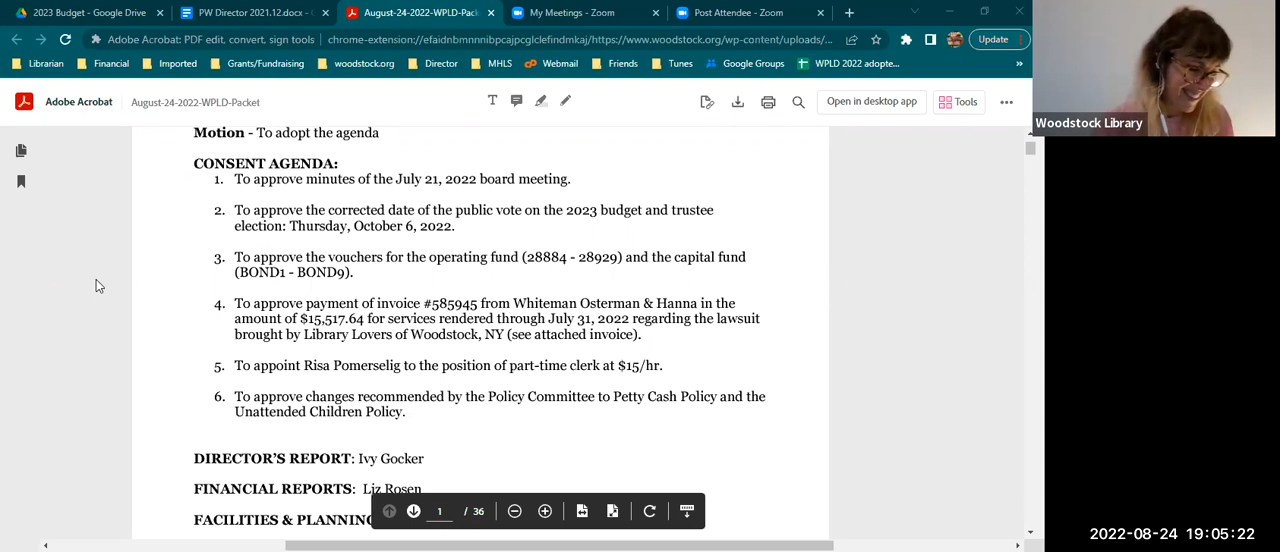 2023 Budget - Google Drive
PW Director 2021.12.docx -
August-24-2022-WPLD-Pack
My Meetings - Zoom
Post Attendee - Zoom
Adobe Acrobat: PDF edit, convert, sign tools
chrome-extension://efaidnbmnnnibpcajpcglclefindmkaj/https://www.woodstock.org/wp-content/uploads/...
Update
Librarian
Financial
Imported
Grants/Fundraising
woodstock.org
Director
MHLS
Webmail
Friends
Tunes
Google Groups
WPLD 2022 adopte...
»
Adobe Acrobat
August-24-2022-WPLD-Packet
Open in desktop app
Tools
Woodstock Library
Motion - To adopt the agenda
CONSENT AGENDA:
1. To approve minutes of the July 21, 2022 board meeting.
2. To approve the corrected date of the public vote on the 2023 budget and trustee
election: Thursday, October 6, 2022.
3. To approve the vouchers for the operating fund (28884 - 28929) and the capital fund
(BOND1 - BOND9).
4. To approve payment of invoice #585945 from Whiteman Osterman & Hanna in the
amount of $15,517.64 for services rendered through July 31, 2022 regarding the lawsuit
brought by Library Lovers of Woodstock, NY (see attached invoice).
5. To appoint Risa Pomerselig to the position of part-time clerk at $15/hr.
6. To approve changes recommended by the Policy Committee to Petty Cash Policy and the
Unattended Children Policy.
DIRECTOR'S REPORT: Ivy Gocker
FINANCIAL REPORTS: Liz Rosen
FACILITIES & PLANNING
1 / 36
2022-08-24 19:05:22